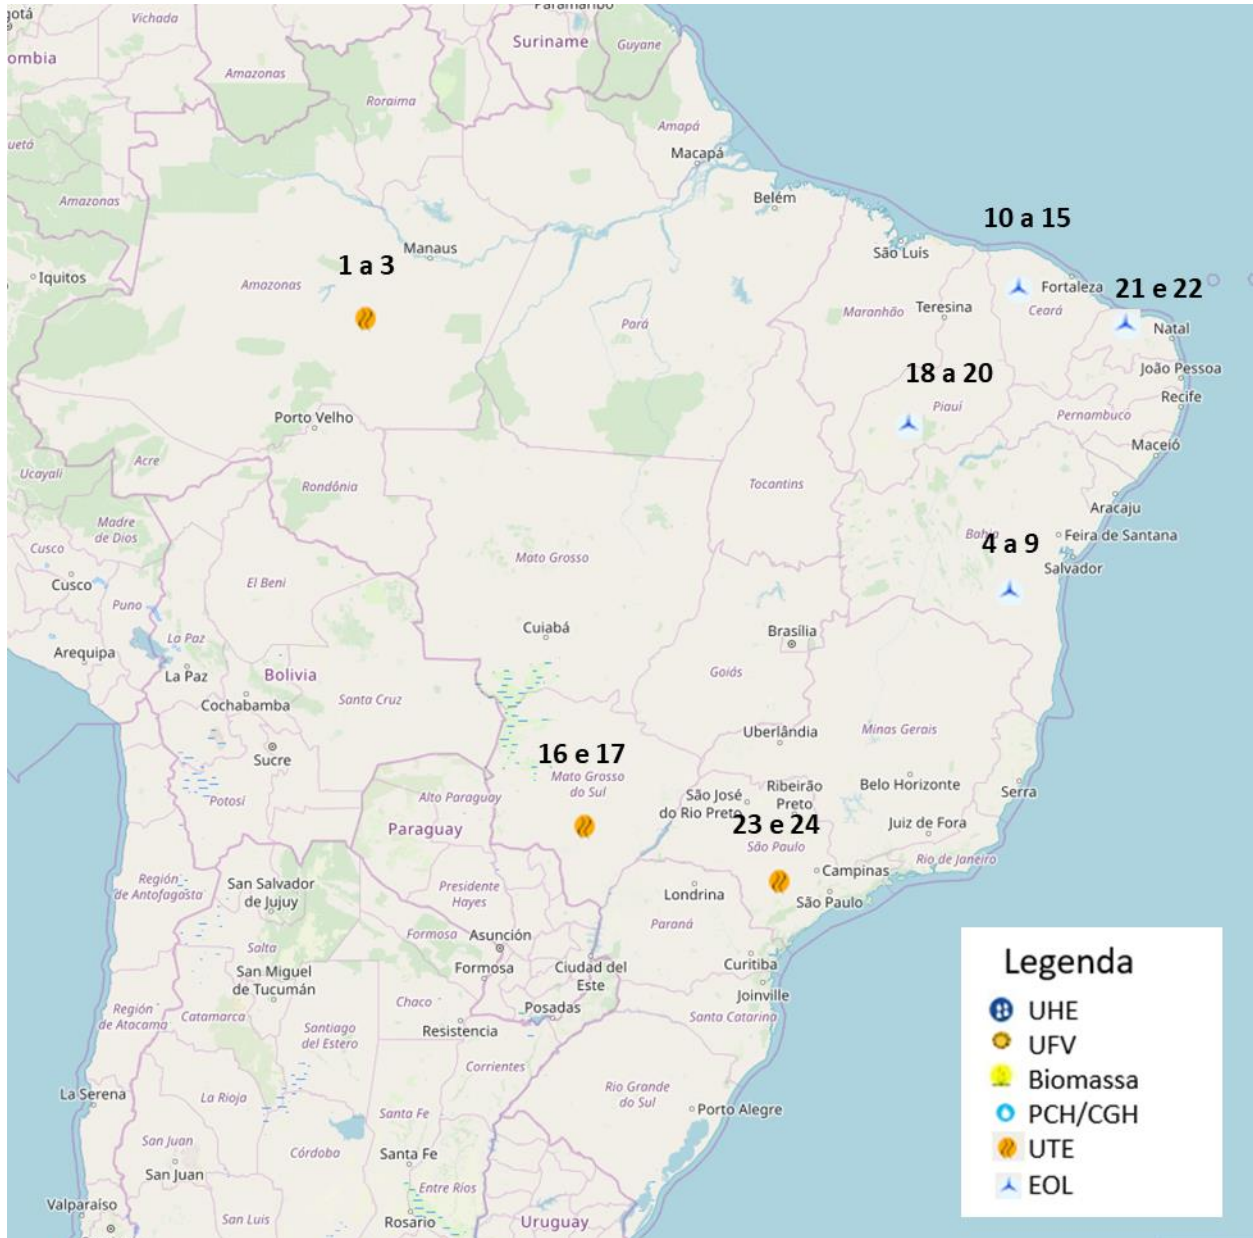 gotá
Vichada
Paramaribo
ombia
Suriname
Guyane
Amazonas
Roraima
Amapá
uetá
Macapá
Amazonas
Belém
10 a 15
Manaus
São Luís
1 a 3
Iquitos
Amazonas
Fortaleza
21 e 22
Maranhão
Teresina
Ceará
Pará
Natal
18 a 20
João Pessoa
Piauí
Recife
Porto Velho
Pernambuco
Maceió
Acre
Ucayali
Rondônia
Tocantins
Aracaju
Madre
de Dios
Bahia
Feira de Santana
4 a 9
Cusco
Mato Grosso
Salvador
Cusco
El Beni
Puno
Cuiabá
Brasília
La Paz
Arequipa
La Paz
Bolivia
Goiás
Santa Cruz
Cochabamba
Uberlândia
Minas Gerais
16 e 17
Sucre
Mato Grosso
do Sul
Belo Horizonte
Serra
Ribeirão
Preto
São José
do Rio Preto
Potosí
Alto Paraguay
Paraguay
23 e 24
Juiz de Fora
São Paulo
Rio de Janeiro
Campinas
Región
de Antofagasta
San Salvador
de Jujuy
Presidente
Hayes
Londrina
São Paulo
Paraná
Formosa
Asunción
Salta
San Miguel
de Tucumán
Formosa
Ciudad del
Este
Curitiba
Legenda
Joinville
Chaco
Posadas
UHE
Región
de Atacama
Catamarca
Santiago
del Estero
Resistencia
Santa Catarina
UFV
Corrientes
Biomassa
La Serena
La Rioja
Rio Grande
do Sul
Santa Fe
Porto Alegre
PCH/CGH
San Juan
San Juan
Córdoba
Santa Fe
UTE
Entre Ríos
EOL
Valparaíso
San Luis
Rosario
Uruguay